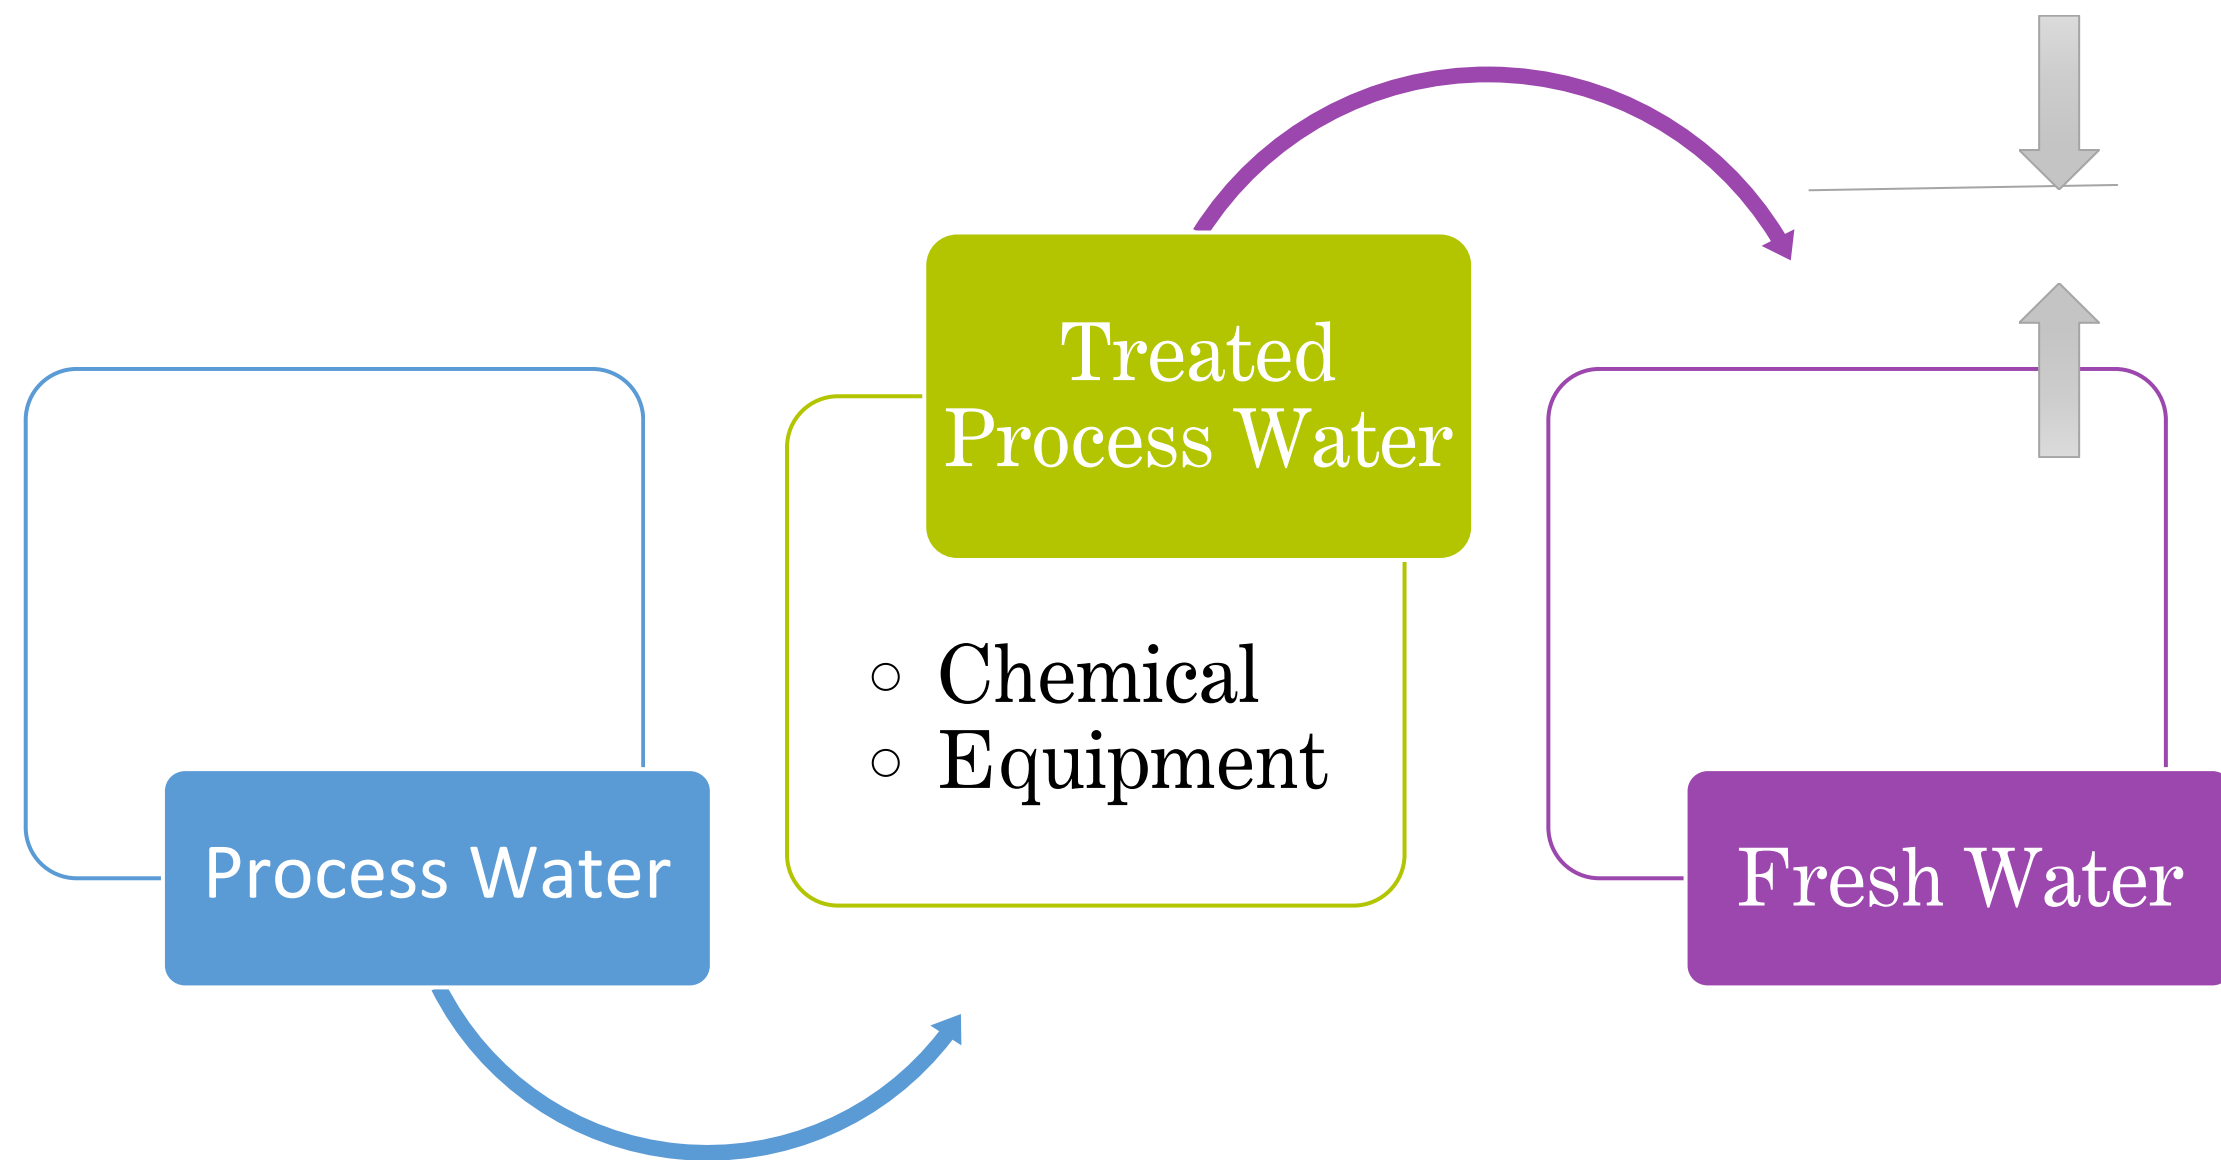 Process Water
Treated
Process Water
○ Chemical
○ Equipment
Fresh Water